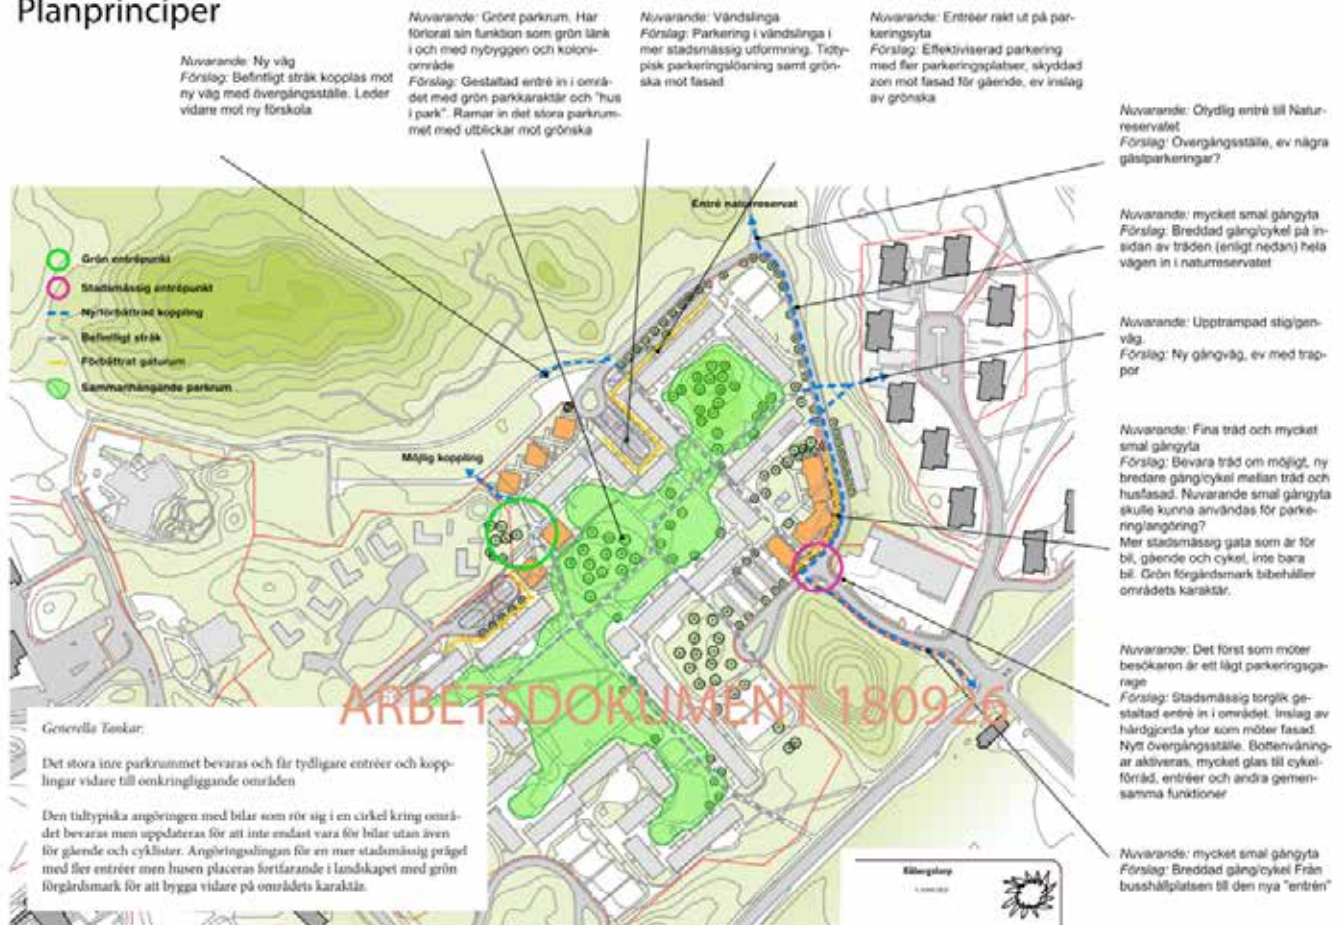 Planprinciper
Nuvarande: Ny väg
Förslag: Befintligt stråk kopplas mot
ny väg med övergångsställe. Leder
vidare mot ny förskola
Nuvarande: Grönt parkrum. Har
förlorat sin funktion som grön länk
i och med nybyggen och koloni-
område
Förslag: Gestaltad entré in i områ-
det med grön parkkaraktär och "hus
i park". Ramar in det stora parkrum-
met med utblickar mot grönska
Nuvarande: Vändslinga
Förslag: Parkering i vändslinga i
mer stadsmässig utformning. Tidty-
pisk parkeringslösning samt grön-
ska mot fasad
Nuvarande: Entréer rakt ut på par-
keringsyta
Förslag: Effektiviserad parkering
med fler parkeringsplatser, skyddad
zon mot fasad för gående, ev inslag
av grönska
Nuvarande: Otydlig entré till Natur-
reservatet
Förslag: Övergångsställe, ev några
gästparkeringar?
Nuvarande: mycket smal gångyta
Förslag: Breddad gång/cykel på in-
sidan av träden (enligt nedan) hela
vägen in i naturreservatet
Nuvarande: Upptrampad stig/gen-
väg.
Förslag: Ny gångväg, ev med trap-
por
Nuvarande: Fina träd och mycket
smal gångyta
Förslag: Bevara träd om möjligt, ny
bredare gång/cykel mellan träd och
husfasad. Nuvarande smal gångyta
skulle kunna användas för parke-
ring/angöring?
Mer stadsmässig gata som är för
bil, gående och cykel, inte bara
bil. Grön förgårdsmark bibehåller
områdets karaktär.
Nuvarande: Det först som möter
besökaren är ett lågt parkeringsga-
rage
Förslag: Stadsmässig torglik ge-
staltad entré in i området. Inslag av
hårdgjorda ytor som möter fasad.
Nytt övergångsställe. Bottenvåning-
ar aktiveras, mycket glas till cykel-
förråd, entréer och andra gemen-
samma funktioner
Nuvarande: mycket smal gångyta
Förslag: Breddad gång/cykel Från
busshållplatsen till den nya "entrén"
Entré naturreservat
Grön entrépunkt
Stadsmässig entrépunkt
Ny/förbättrad koppling
Befintligt stråk
Förbättrat gaturum
Sammanhängande parkrum
Möjlig koppling
ARBETSDOKUMENT 180926
Generella Tankar:
Det stora inre parkrummet bevaras och får tydligare entréer och kopp-
lingar vidare till omkringliggande områden
Den tidtypiska angöringen med bilar som rör sig i en cirkel kring områ-
det bevaras men uppdateras för att inte endast vara för bilar utan även
för gående och cyklister. Angöringsslingan får en mer stadsmässig prägel
med fler entréer men husen placeras fortfarande i landskapet med grön
förgårdsmark för att bygga vidare på områdets karaktär.